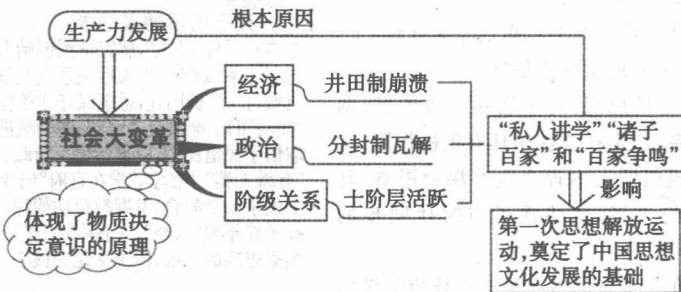 生产力发展
根本原因
经济
井田制崩溃
社会大变革
政治
分封制瓦解
“私人讲学”“诸子
百家”和“百家争鸣”
阶级关系
士阶层活跃
影响
体现了物质决
定意识的原理
第一次思想解放运
动,奠定了中国思想
文化发展的基础